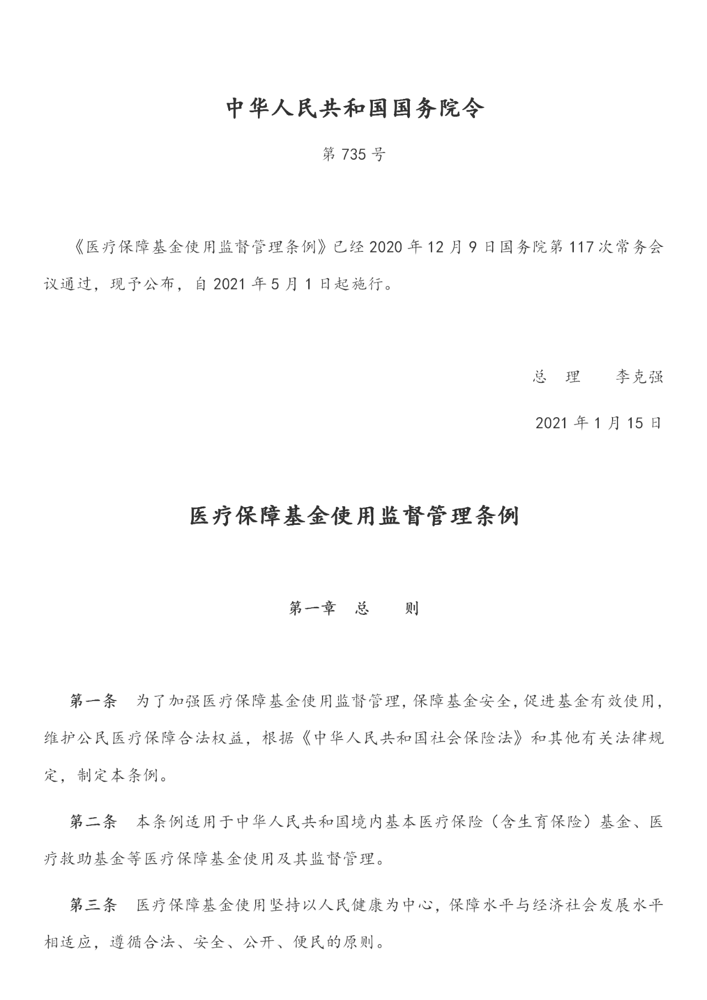 中华人民共和国国务院令
第 735 号
《医疗保障基金使用监督管理条例》已经 2020 年 12 月 9 日国务院第 117 次常务会
议通过，现予公布，自 2021 年 5 月 1 日起施行。
总　理　　李克强
2021 年 1 月 15 日
医疗保障基金使用监督管理条例
第一章　总　　则
第一条　为了加强医疗保障基金使用监督管理，保障基金安全，促进基金有效使用，
维护公民医疗保障合法权益，根据《中华人民共和国社会保险法》和其他有关法律规
定，制定本条例。
第二条　本条例适用于中华人民共和国境内基本医疗保险（含生育保险）基金、医
疗救助基金等医疗保障基金使用及其监督管理。
第三条　医疗保障基金使用坚持以人民健康为中心，保障水平与经济社会发展水平
相适应，遵循合法、安全、公开、便民的原则。